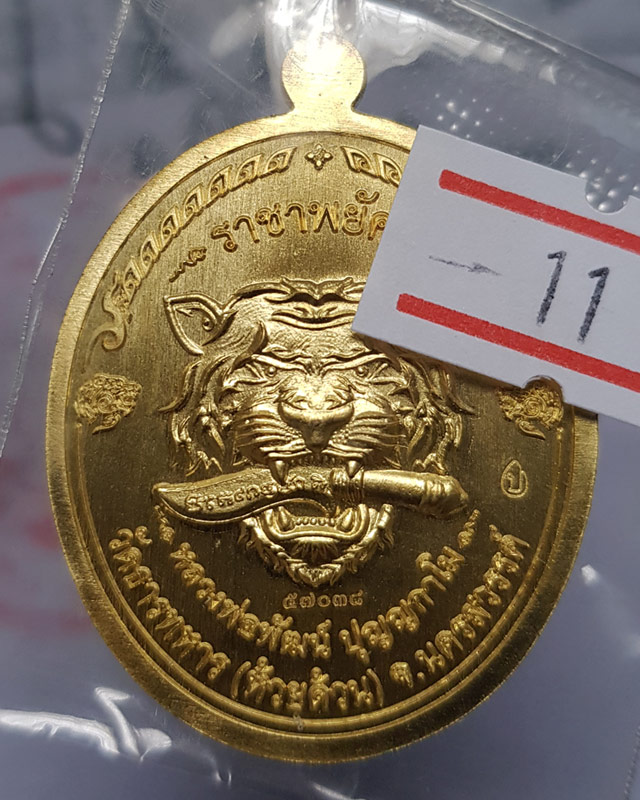 ราชาพยัค
11
ป
๕๗๐๓๘
หลวงพ่อพัฒน์ ปุญฺญกาโม
วัดธารทหาร (ห้วยด้วน) จ.นครสวรรค์